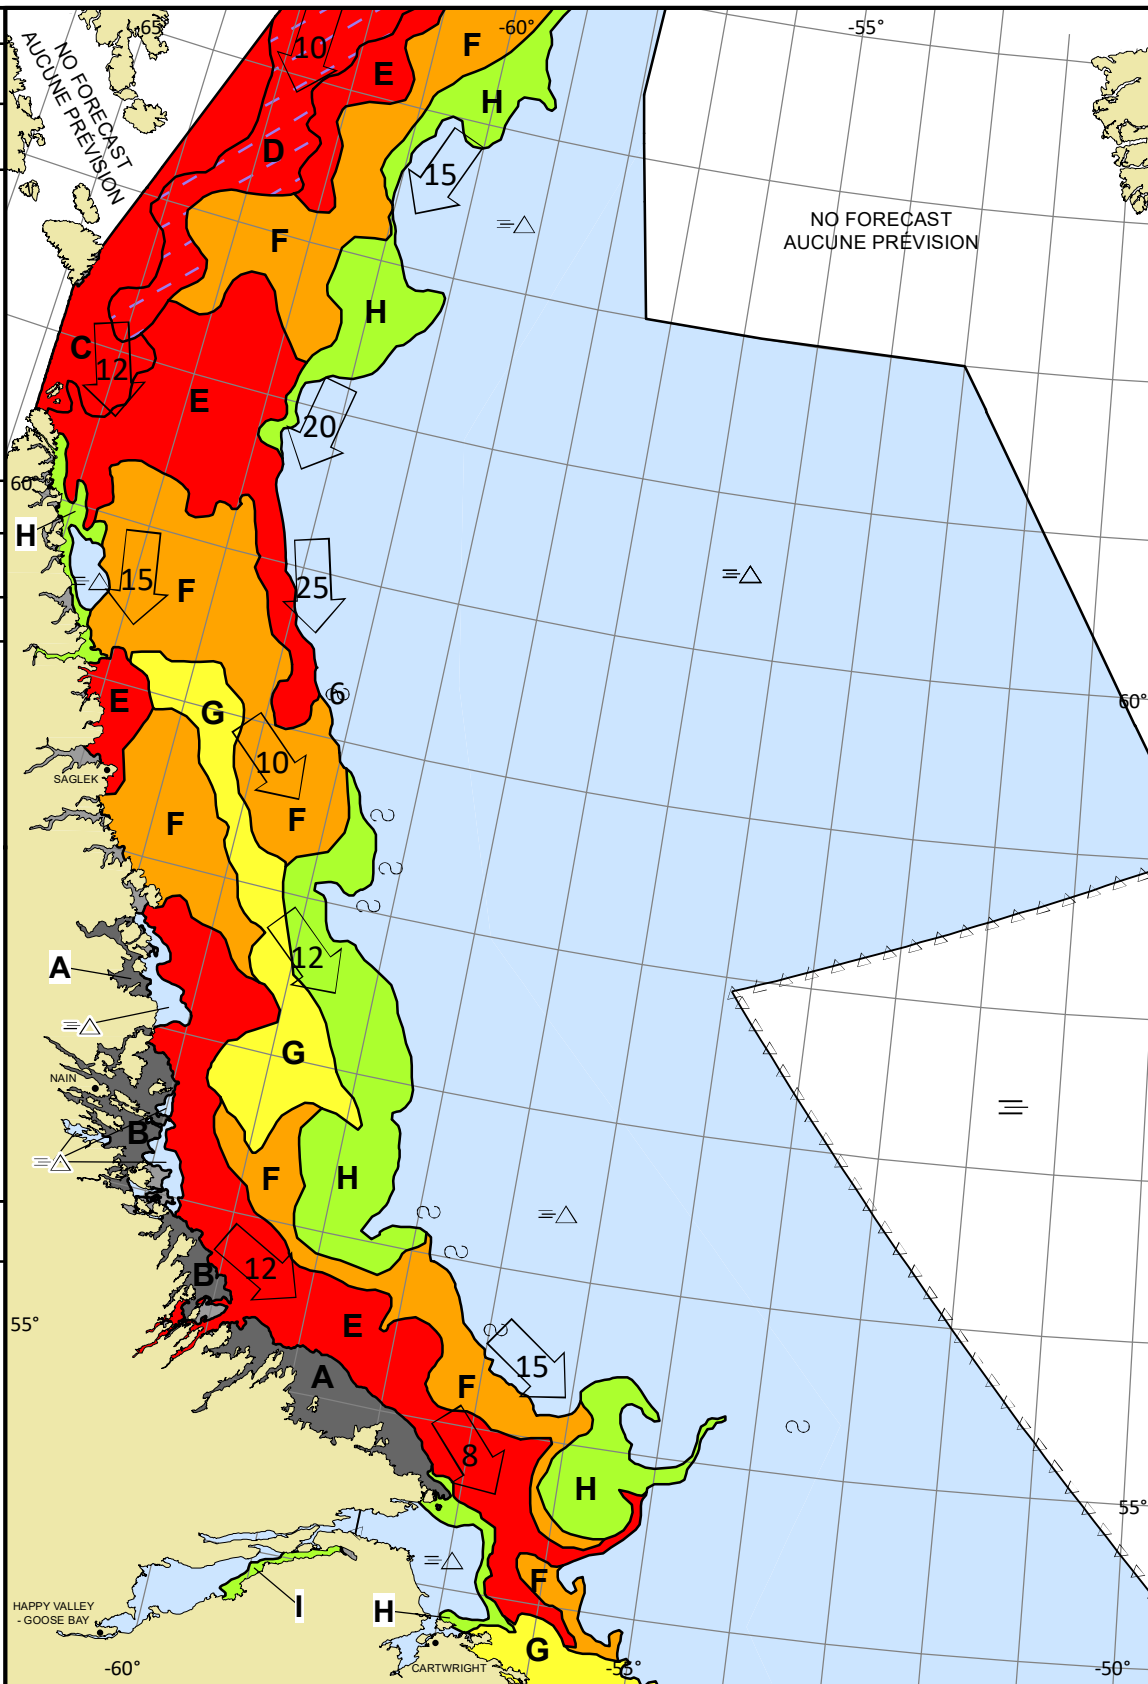 -65°
-60°
-55°
NO FORECAST
AUCUNE PRÉVISION
10
F
E
H
D
15
NO FORECAST
AUCUNE PRÉVISION
F
H
C
12
E
20
60°
H
15
F
25
E
6
60°
G
10
SAGLEK
F
F
A
12
G
NAIN
B
F
H
B
12
55°
E
15
A
F
8
H
55°
F
I
H
HAPPY VALLEY
- GOOSE BAY
G
CARTWRIGHT
-60°
-55°
-50°